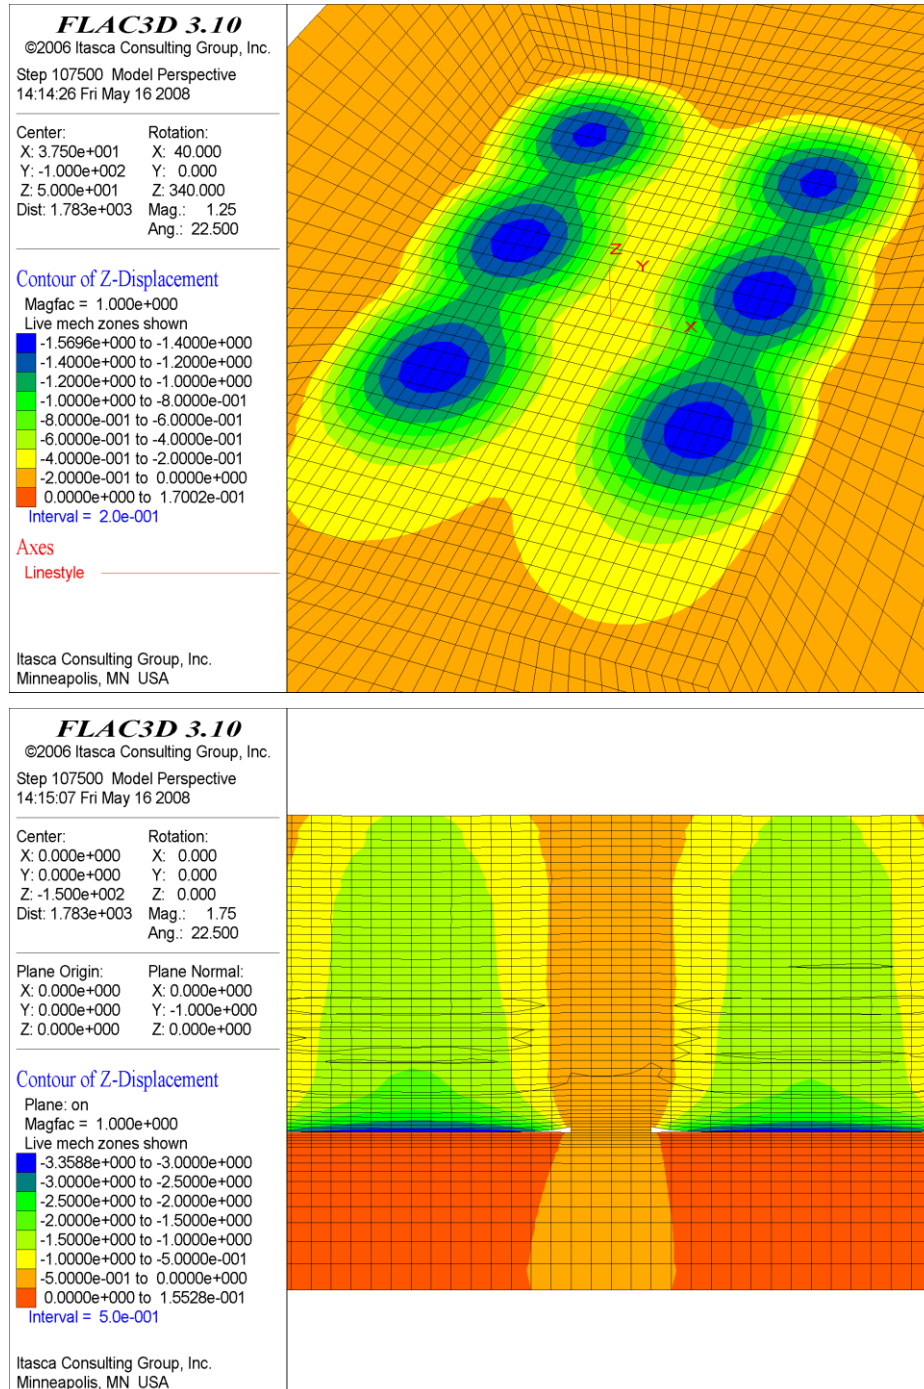 FLAC3D 3.10
©2006 Itasca Consulting Group, Inc.
Step 107500 Model Perspective
14:14:26 Fri May 16 2008
Center: Rotation:
X: 3.750e+001 X: 40.000
Y: -1.000e+002 Y: 0.000
Z: 5.000e+001 Z: 340.000
Dist: 1.783e+003 Mag.: 1.25
Ang.: 22.500
Contour of Z-Displacement
Magfac = 1.000e+000
Live mech zones shown
-1.5696e+000 to -1.4000e+000
-1.4000e+000 to -1.2000e+000
-1.2000e+000 to -1.0000e+000
-1.0000e+000 to -8.0000e-001
-8.0000e-001 to -6.0000e-001
-6.0000e-001 to -4.0000e-001
-4.0000e-001 to -2.0000e-001
-2.0000e-001 to 0.0000e+000
0.0000e+000 to 1.7002e-001
Interval = 2.0e-001
Axes
Linestyle
Z
Y
X
Itasca Consulting Group, Inc.
Minneapolis, MN USA
FLAC3D 3.10
©2006 Itasca Consulting Group, Inc.
Step 107500 Model Perspective
14:15:07 Fri May 16 2008
Center: Rotation:
X: 0.000e+000 X: 0.000
Y: 0.000e+000 Y: 0.000
Z: -1.500e+002 Z: 0.000
Dist: 1.783e+003 Mag.: 1.75
Ang.: 22.500
Plane Origin: Plane Normal:
X: 0.000e+000 X: 0.000e+000
Y: 0.000e+000 Y: -1.000e+000
Z: 0.000e+000 Z: 0.000e+000
Contour of Z-Displacement
Plane: on
Magfac = 1.000e+000
Live mech zones shown
-3.3588e+000 to -3.0000e+000
-3.0000e+000 to -2.5000e+000
-2.5000e+000 to -2.0000e+000
-2.0000e+000 to -1.5000e+000
-1.5000e+000 to -1.0000e+000
-1.0000e+000 to -5.0000e-001
-5.0000e-001 to 0.0000e+000
0.0000e+000 to 1.5528e-001
Interval = 5.0e-001
Itasca Consulting Group, Inc.
Minneapolis, MN USA